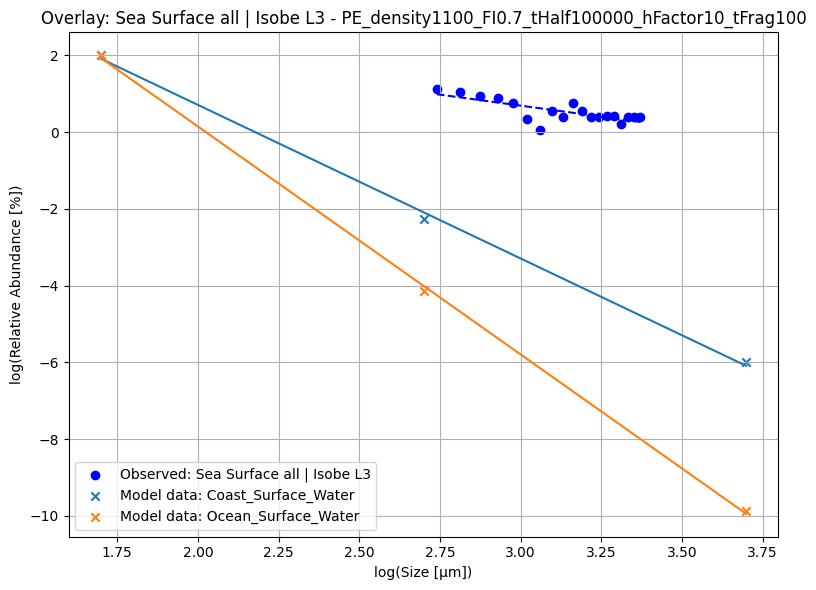 Overlay: Sea Surface all | Isobe L3 - PE_density1100_FI0.7_tHalf100000_hFactor10_tFrag100
log(Relative Abundance [%])
2
0
−2
−4
−6
−8
−10
Observed: Sea Surface all | Isobe L3
Model data: Coast_Surface_Water
Model data: Ocean_Surface_Water
1.75 2.00 2.25 2.50 2.75 3.00 3.25 3.50 3.75
log(Size [μm])